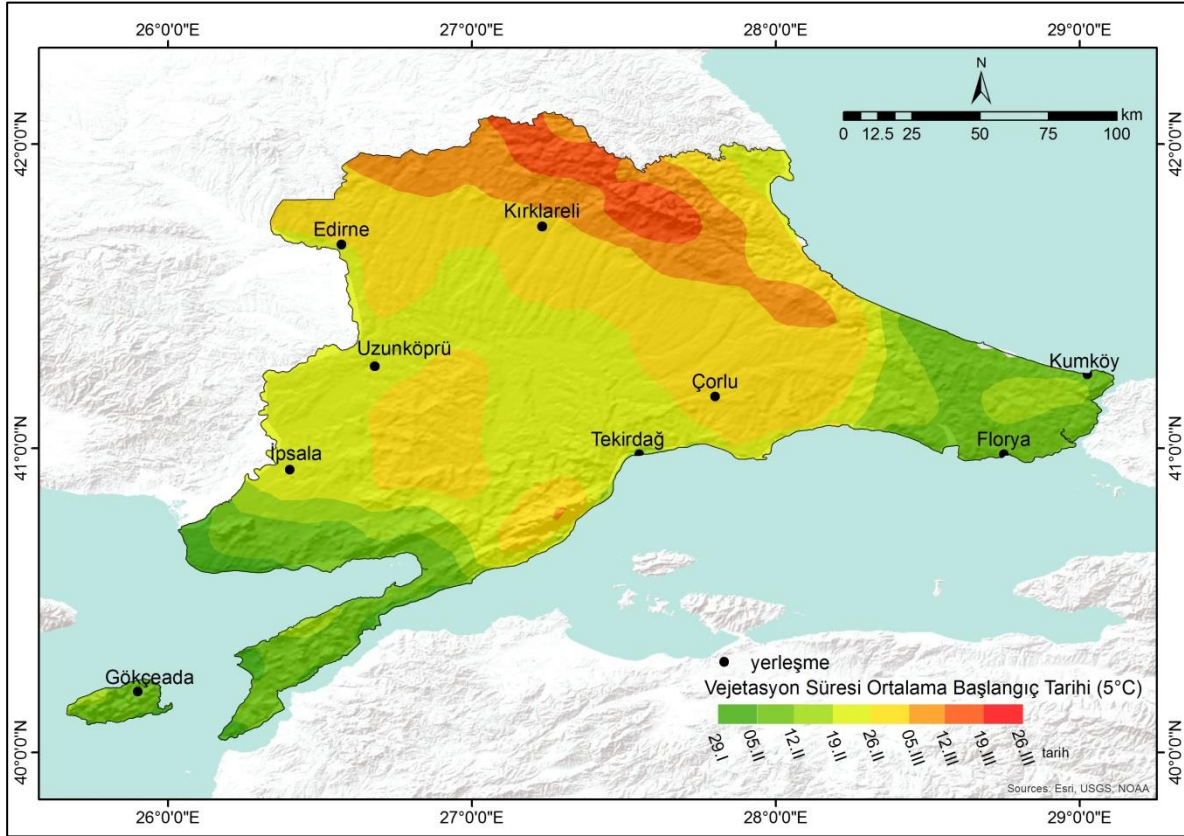 26°0'0"E 27°0'0"E 28°0'0"E 29°0'0"E
N
km
0 12.5 25 50 75 100
42°0'0"N 42°0'0"N
Kırklareli
Edirne
Uzunköprü
Kumköy
Çorlu
Tekirdağ
Florya
41°0'0"N 41°0'0"N
İpsala
yerleşme
Gökçeada
Vejetasyon Süresi Ortalama Başlangıç Tarihi (5°C)
29.I 05.II 12.II 19.II 26.II 05.III 12.III 19.III 26.III tarih
40°0'0"N 40°0'0"N
Sources: Esri, USGS, NOAA
26°0'0"E 27°0'0"E 28°0'0"E 29°0'0"E